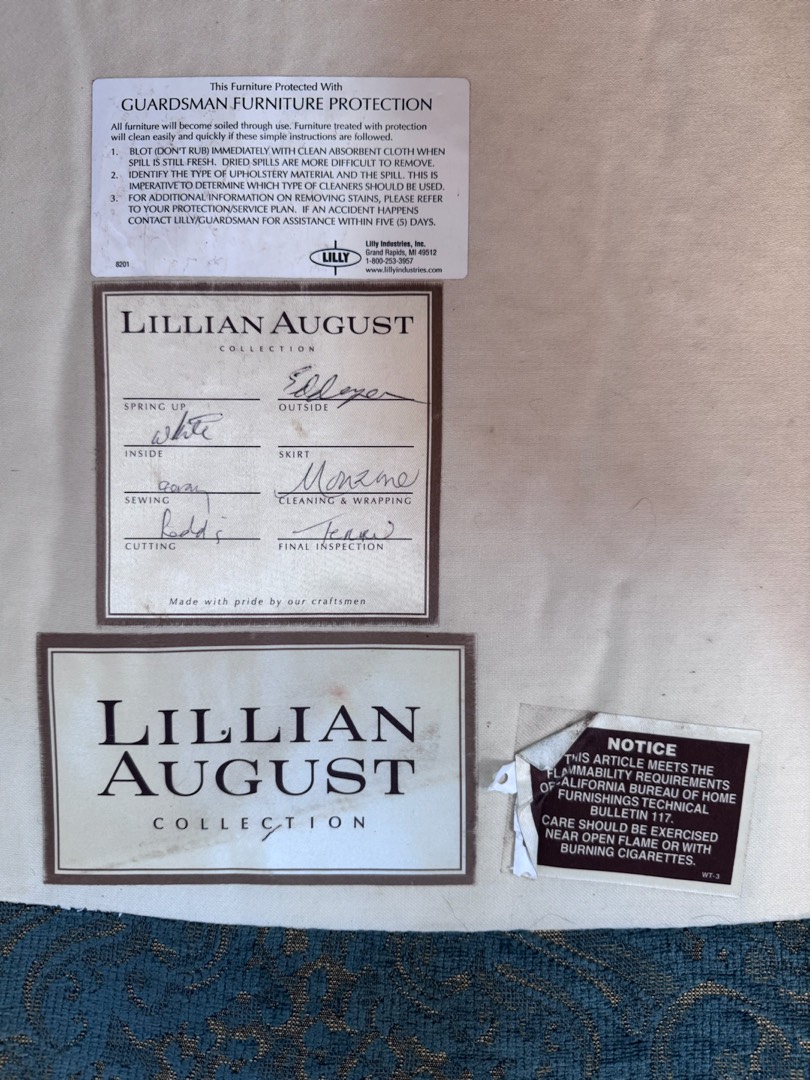 This Furniture Protected With
GUARDSMAN FURNITURE PROTECTION
All furniture will become soiled through use. Furniture treated with protection
will clean easily and quickly if these simple instructions are followed.
1. BLOT (DON'T RUB) IMMEDIATELY WITH CLEAN ABSORBENT CLOTH WHEN
SPILL IS STILL FRESH. DRIED SPILLS ARE MORE DIFFICULT TO REMOVE.
2. IDENTIFY THE TYPE OF UPHOLSTERY MATERIAL AND THE SPILL. THIS IS
IMPERATIVE TO DETERMINE WHICH TYPE OF CLEANERS SHOULD BE USED.
3. FOR ADDITIONAL INFORMATION ON REMOVING STAINS, PLEASE REFER
TO YOUR PROTECTION/SERVICE PLAN. IF AN ACCIDENT HAPPENS
CONTACT LILLY/GUARDSMAN FOR ASSISTANCE WITHIN FIVE (5) DAYS.
8201
LILLY
Lilly Industries, Inc.
Grand Rapids, MI 49512
1-800-253-3957
www.lillyindustries.com
LILLIAN AUGUST
COLLECTION
SPRING UP
OUTSIDE
White
INSIDE
SKIRT
SEWING
CLEANING & WRAPPING
CUTTING
FINAL INSPECTION
Made with pride by our craftsmen
LILLIAN
AUGUST
COLLECTION
NOTICE
THIS ARTICLE MEETS THE
FLAMMABILITY REQUIREMENTS
OF CALIFORNIA BUREAU OF HOME
FURNISHINGS TECHNICAL
BULLETIN 117.
CARE SHOULD BE EXERCISED
NEAR OPEN FLAME OR WITH
BURNING CIGARETTES.
WT-3